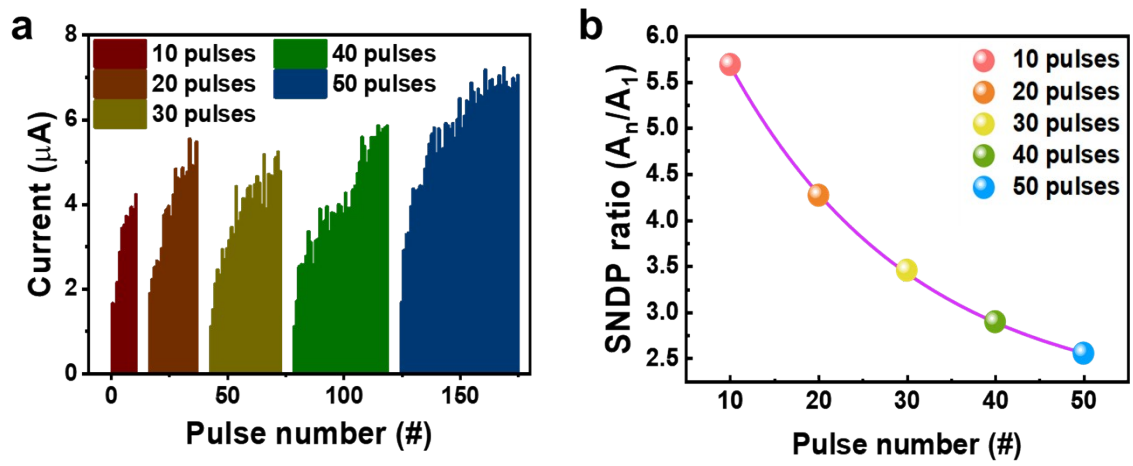 a
8
6
4
2
0
Current (μA)
10 pulses
20 pulses
30 pulses
40 pulses
50 pulses
0
50
100
150
Pulse number (#)
b
6.0
5.5
5.0
4.5
4.0
3.5
3.0
2.5
SNDP ratio (Aₙ/A₁)
10 pulses
20 pulses
30 pulses
40 pulses
50 pulses
10
20
30
40
50
Pulse number (#)